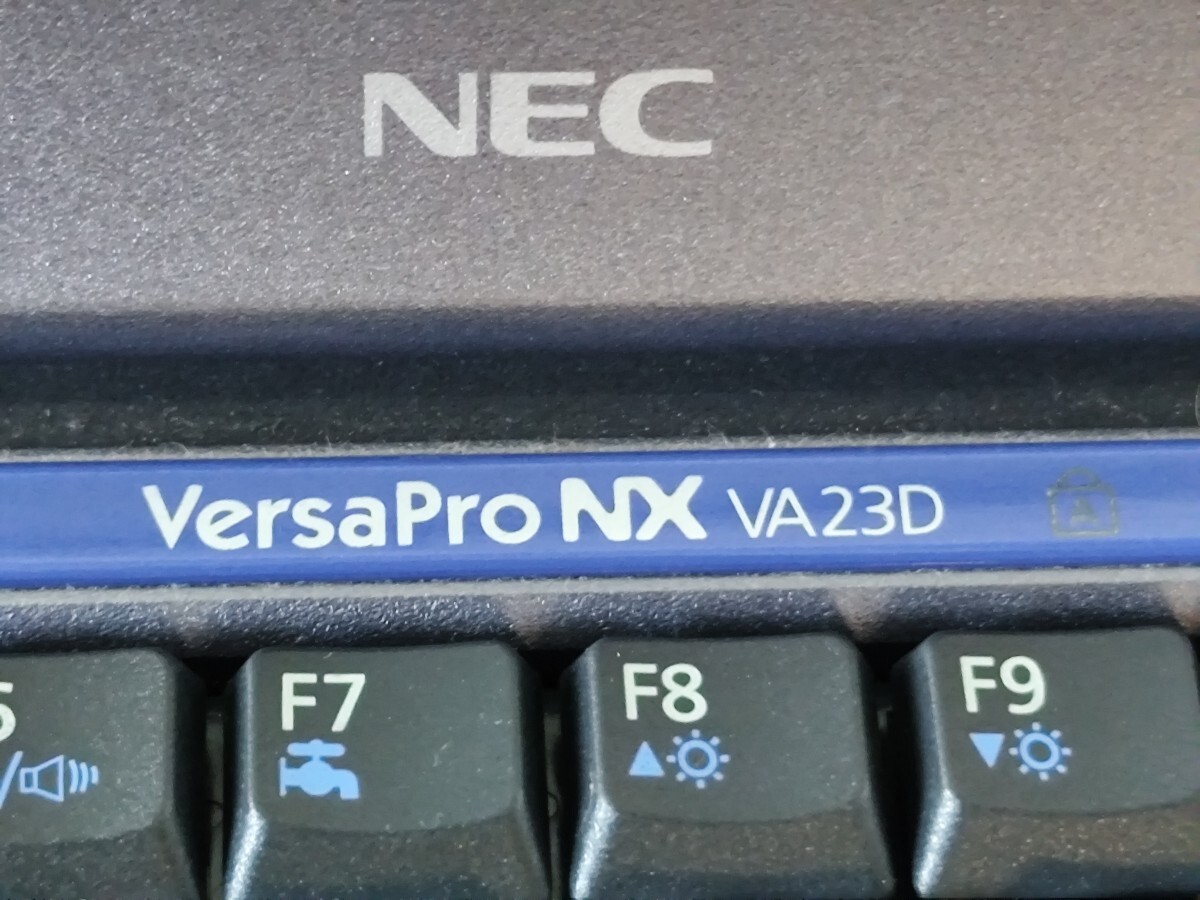 NEC
VersaPro NX VA23D
A
F7 F8 F9